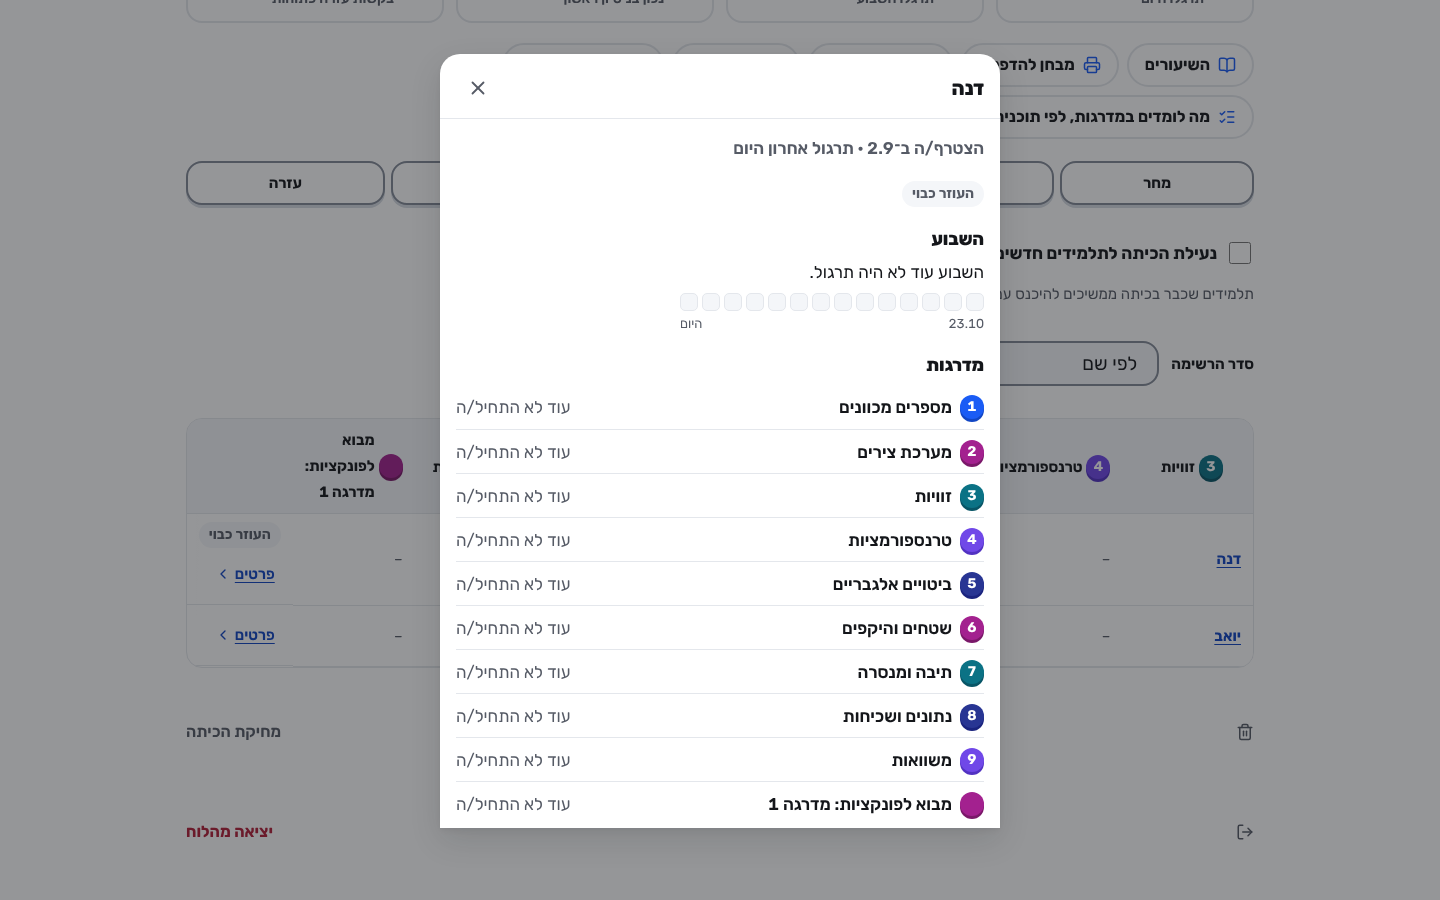 השיעורים
מבחן
מה לומדים במדרגות, לפי
מחר
עזרה
נעילת הכיתה לתלמידים
תלמידים שכבר בכיתה ממשיכים להיכנס
סדר הרשימה
לפי שם
3 זוויות
4
מבוא
לפונקציות:
מדרגה 1
דנה
–
–
העוזר כבוי
פרטים
יואב
–
–
פרטים
מחיקת הכיתה
יציאה מהלוח
דנה
הצטרף/ה ב־2.9 · תרגול אחרון היום
העוזר כבוי
השבוע
השבוע עוד לא היה תרגול.
23.10
היום
מדרגות
1 מספרים מכוונים עוד לא התחיל/ה
2 מערכת צירים עוד לא התחיל/ה
3 זוויות עוד לא התחיל/ה
4 טרנספורמציות עוד לא התחיל/ה
5 ביטויים אלגבריים עוד לא התחיל/ה
6 שטחים והיקפים עוד לא התחיל/ה
7 תיבה ומנסרה עוד לא התחיל/ה
8 נתונים ושכיחות עוד לא התחיל/ה
9 משוואות עוד לא התחיל/ה
מבוא לפונקציות: מדרגה 1 עוד לא התחיל/ה